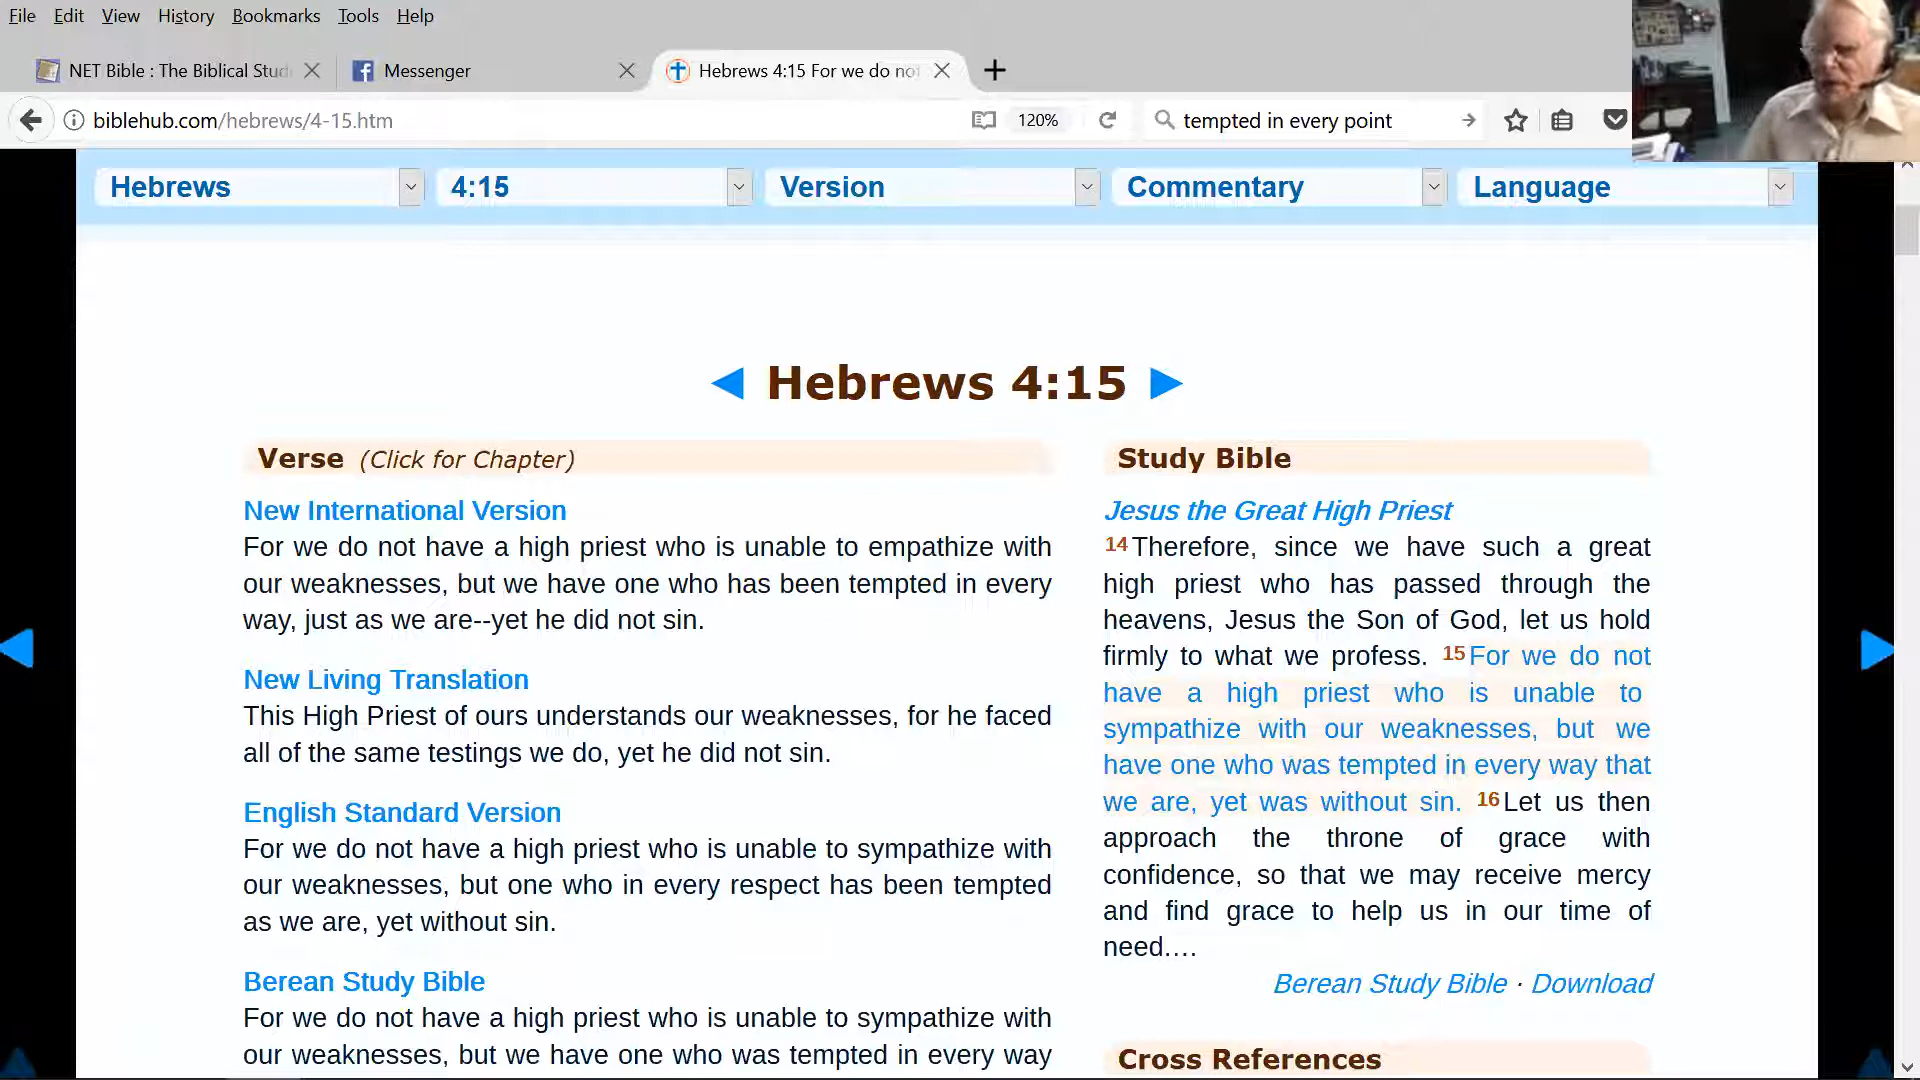 File Edit View History Bookmarks Tools Help
NET Bible : The Biblical Stud
Messenger
Hebrews 4:15 For we do not
biblehub.com/hebrews/4-15.htm
120%
tempted in every point
Hebrews
4:15
Version
Commentary
Language
Hebrews 4:15
Verse (Click for Chapter)
New International Version
For we do not have a high priest who is unable to empathize with
our weaknesses, but we have one who has been tempted in every
way, just as we are--yet he did not sin.
New Living Translation
This High Priest of ours understands our weaknesses, for he faced
all of the same testings we do, yet he did not sin.
English Standard Version
For we do not have a high priest who is unable to sympathize with
our weaknesses, but one who in every respect has been tempted
as we are, yet without sin.
Berean Study Bible
For we do not have a high priest who is unable to sympathize with
our weaknesses, but we have one who was tempted in every way
Study Bible
Jesus the Great High Priest
14 Therefore, since we have such a great
high priest who has passed through the
heavens, Jesus the Son of God, let us hold
firmly to what we profess. 15 For we do not
have a high priest who is unable to
sympathize with our weaknesses, but we
have one who was tempted in every way that
we are, yet was without sin. 16 Let us then
approach the throne of grace with
confidence, so that we may receive mercy
and find grace to help us in our time of
need....
Berean Study Bible · Download
Cross References